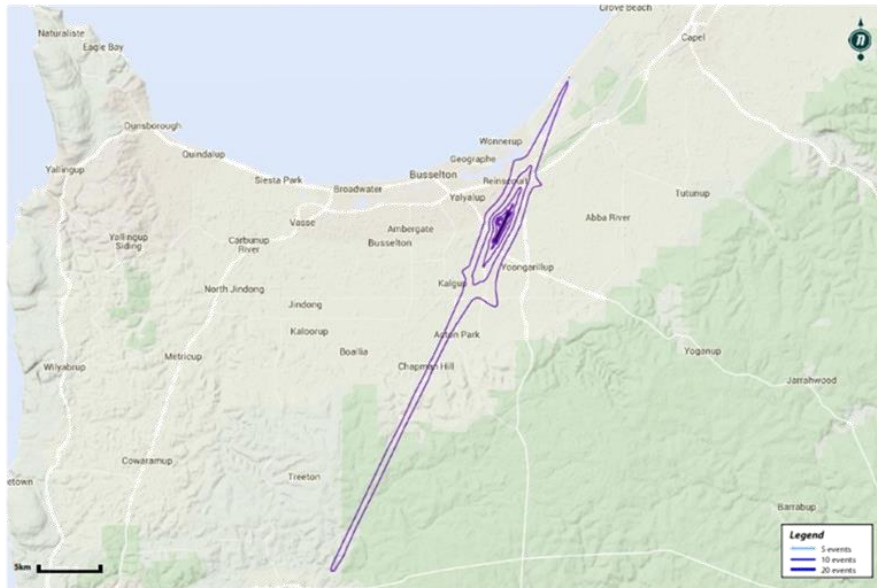 Naturaliste
Eagle Bay
Grove Beach
Capel
n
Dunsborough
Quindalup
Yallingup
Siesta Park
Broadwater
Busselton
Wonnerup
Geographe
Reinscourt
Yalyalup
Vasse
Ambergate
Busselton
Tutunup
Abba River
Yallingup
Siding
Carbunup
River
North Jindong
Jindong
Kaloorup
Kalgup
Yoongarillup
Acton Park
Boallia
Chapman Hill
Metricup
Wilyabrup
Yoganup
Jarrahwood
Cowaramup
Treeton
etown
Barrabup
5km
Legend
5 events
10 events
20 events